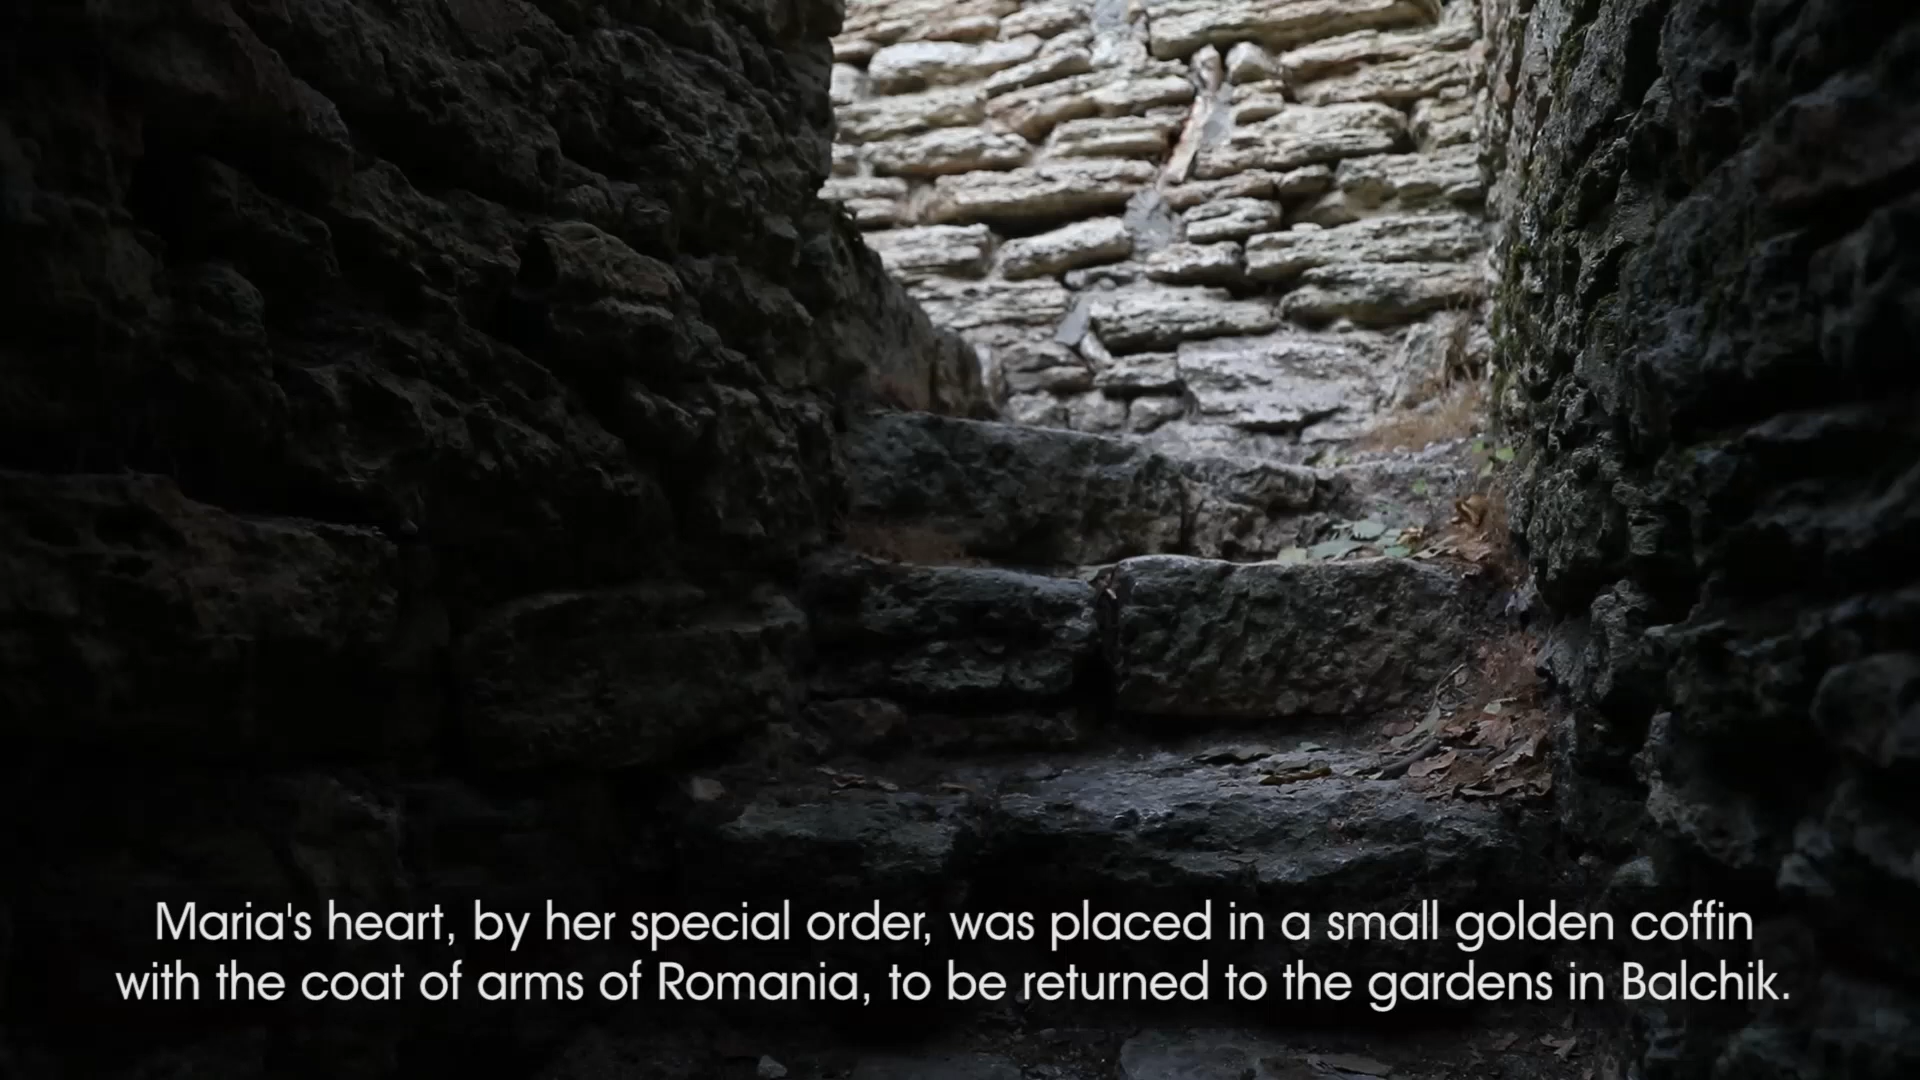 Maria's heart, by her special order, was placed in a small golden coffin
with the coat of arms of Romania, to be returned to the gardens in Balchik.